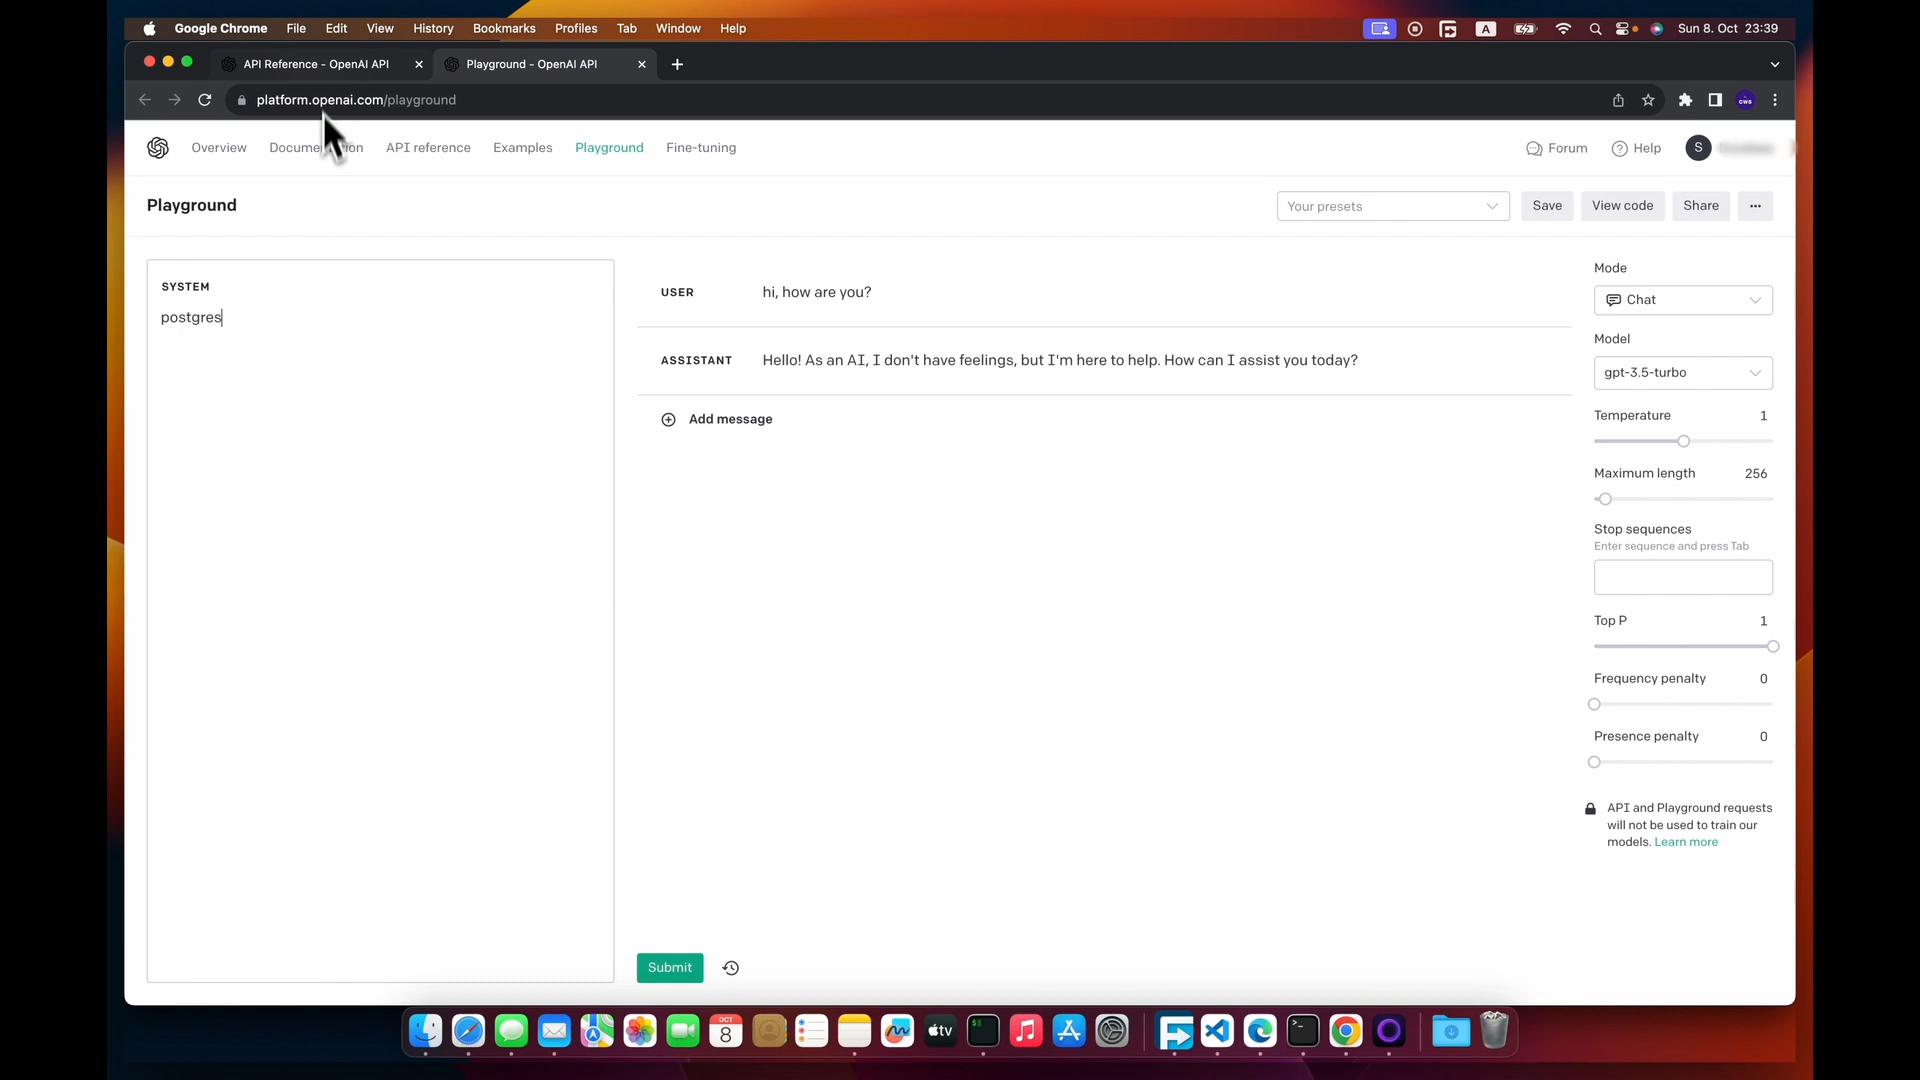 Google Chrome File Edit View History Bookmarks Profiles Tab Window Help
A
Sun 8. Oct 23:39
API Reference - OpenAI API
Playground - OpenAI API
platform.openai.com/playground
cws
Overview
API reference
Examples
Playground
Fine-tuning
Forum
Help
S
Playground
Your presets
Save
View code
Share
SYSTEM
postgres
USER
hi, how are you?
ASSISTANT
Hello! As an AI, I don't have feelings, but I'm here to help. How can I assist you today?
Add message
Submit
Mode
Chat
Model
gpt-3.5-turbo
Temperature 1
Maximum length 256
Stop sequences
Enter sequence and press Tab
Top P 1
Frequency penalty 0
Presence penalty 0
API and Playground requests
will not be used to train our
models. Learn more
OCT
8
tv